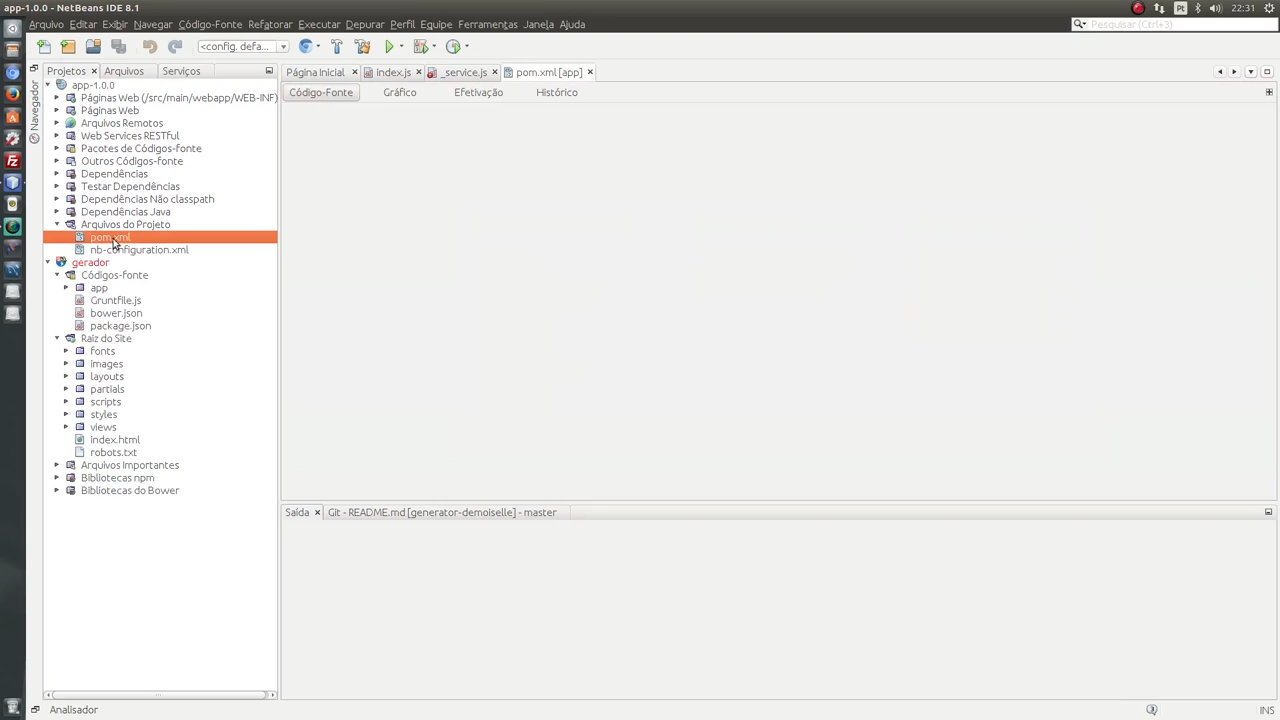 app-1.0.0 - NetBeans IDE 8.1
Pt
22:31
Arquivo Editar Exibir Navegar Código-Fonte Refatorar Executar Depurar Perfil Equipe Ferramentas Janela Ajuda
Pesquisar (Ctrl+3)
<config. defa...
Projetos
Arquivos
Serviços
Navegador
Página Inicial
index.js
_service.js
pom.xml [app]
Código-Fonte
Gráfico
Efetivação
Histórico
app-1.0.0
Páginas Web (/src/main/webapp/WEB-INF)
Páginas Web
Arquivos Remotos
Web Services RESTful
Pacotes de Códigos-fonte
Outros Códigos-fonte
Dependências
Testar Dependências
Dependências Não classpath
Dependências Java
Arquivos do Projeto
pom.xml
nb-configuration.xml
gerador
Códigos-fonte
app
Gruntfile.js
bower.json
package.json
Raiz do Site
fonts
images
layouts
partials
scripts
styles
views
index.html
robots.txt
Arquivos Importantes
Bibliotecas npm
Bibliotecas do Bower
Saída
Git - README.md [generator-demoiselle] - master
Analisador
INS